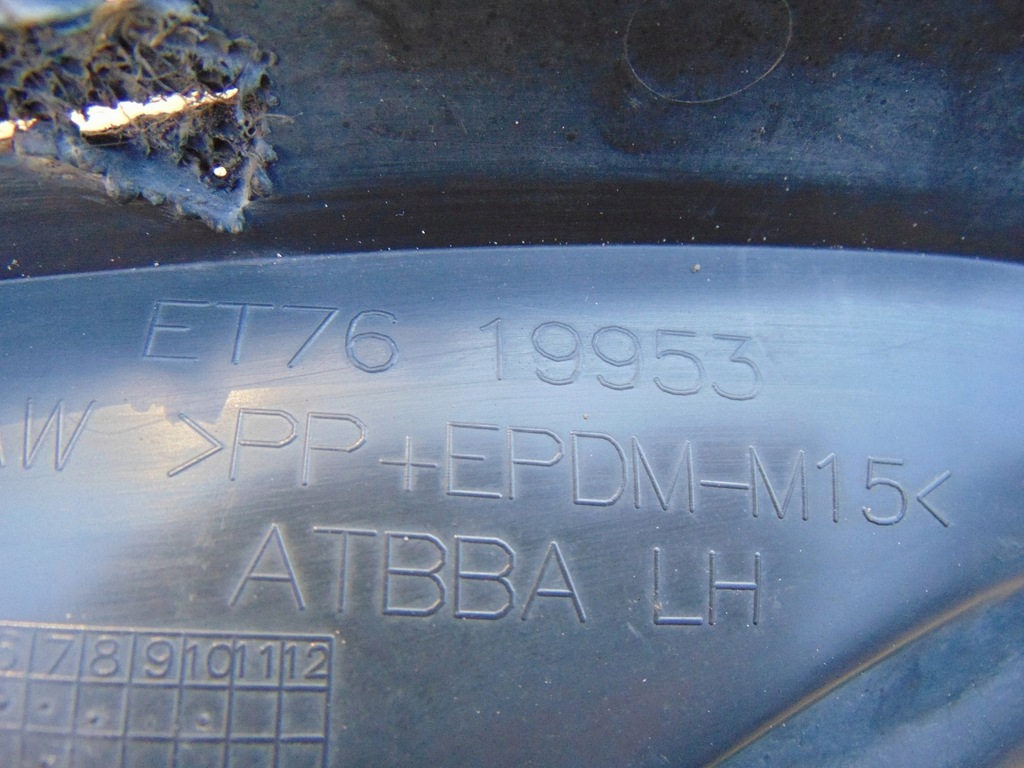 ET76 19953
W >PP+EPDM-M15<
ATBBA LH
7 8 9 10 11 12